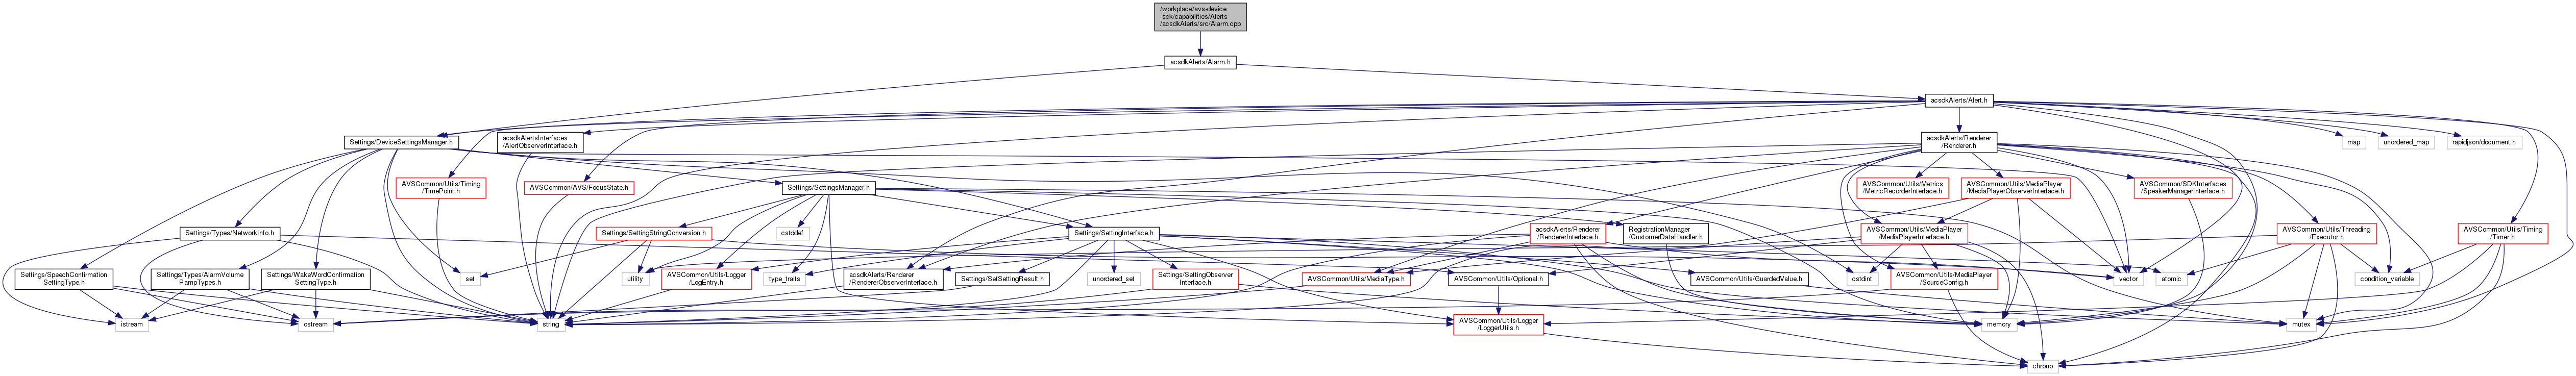 /workplace/avs-device
-sdk/capabilities/Alerts
/acsdkAlerts/src/Alarm.cpp
acsdkAlerts/Alarm.h
acsdkAlerts/Alert.h
Settings/DeviceSettingsManager.h
acsdkAlertsInterfaces
/AlertObserverInterface.h
acsdkAlerts/Renderer
/Renderer.h
map
unordered_map
rapidjson/document.h
AVSCommon/Utils/Timing
/TimePoint.h
AVSCommon/AVS/FocusState.h
Settings/SettingsManager.h
AVSCommon/Utils/Metrics
/MetricRecorderInterface.h
AVSCommon/Utils/MediaPlayer
/MediaPlayerObserverInterface.h
AVSCommon/SDKInterfaces
/SpeakerManagerInterface.h
Settings/Types/NetworkInfo.h
Settings/SettingStringConversion.h
cstddef
Settings/SettingInterface.h
RegistrationManager
/CustomerDataHandler.h
acsdkAlerts/Renderer
/RendererInterface.h
AVSCommon/Utils/MediaPlayer
/MediaPlayerInterface.h
AVSCommon/Utils/Threading
/Executor.h
AVSCommon/Utils/Timing
/Timer.h
Settings/SpeechConfirmation
SettingType.h
Settings/Types/AlarmVolume
RampTypes.h
Settings/WakeWordConfirmation
SettingType.h
set
utility
AVSCommon/Utils/Logger
/LogEntry.h
type_traits
acsdkAlerts/Renderer
/RendererObserverInterface.h
Settings/SetSettingResult.h
unordered_set
Settings/SettingObserver
Interface.h
AVSCommon/Utils/MediaType.h
AVSCommon/Utils/Optional.h
AVSCommon/Utils/GuardedValue.h
cstdint
AVSCommon/Utils/MediaPlayer
/SourceConfig.h
vector
atomic
condition_variable
istream
ostream
string
AVSCommon/Utils/Logger
/LoggerUtils.h
memory
mutex
chrono